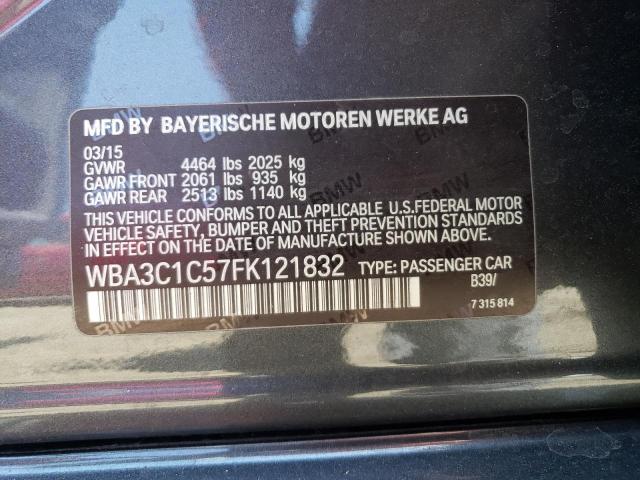 MFD BY BAYERISCHE MOTOREN WERKE AG
03/15
GVWR 4464 lbs 2025 kg
GAWR FRONT 2061 lbs 935 kg
GAWR REAR 2513 lbs 1140 kg
THIS VEHICLE CONFORMS TO ALL APPLICABLE U.S.FEDERAL MOTOR
VEHICLE SAFETY, BUMPER AND THEFT PREVENTION STANDARDS
IN EFFECT ON THE DATE OF MANUFACTURE SHOWN ABOVE.
WBA3C1C57FK121832 TYPE: PASSENGER CAR
B39/
7 315 814